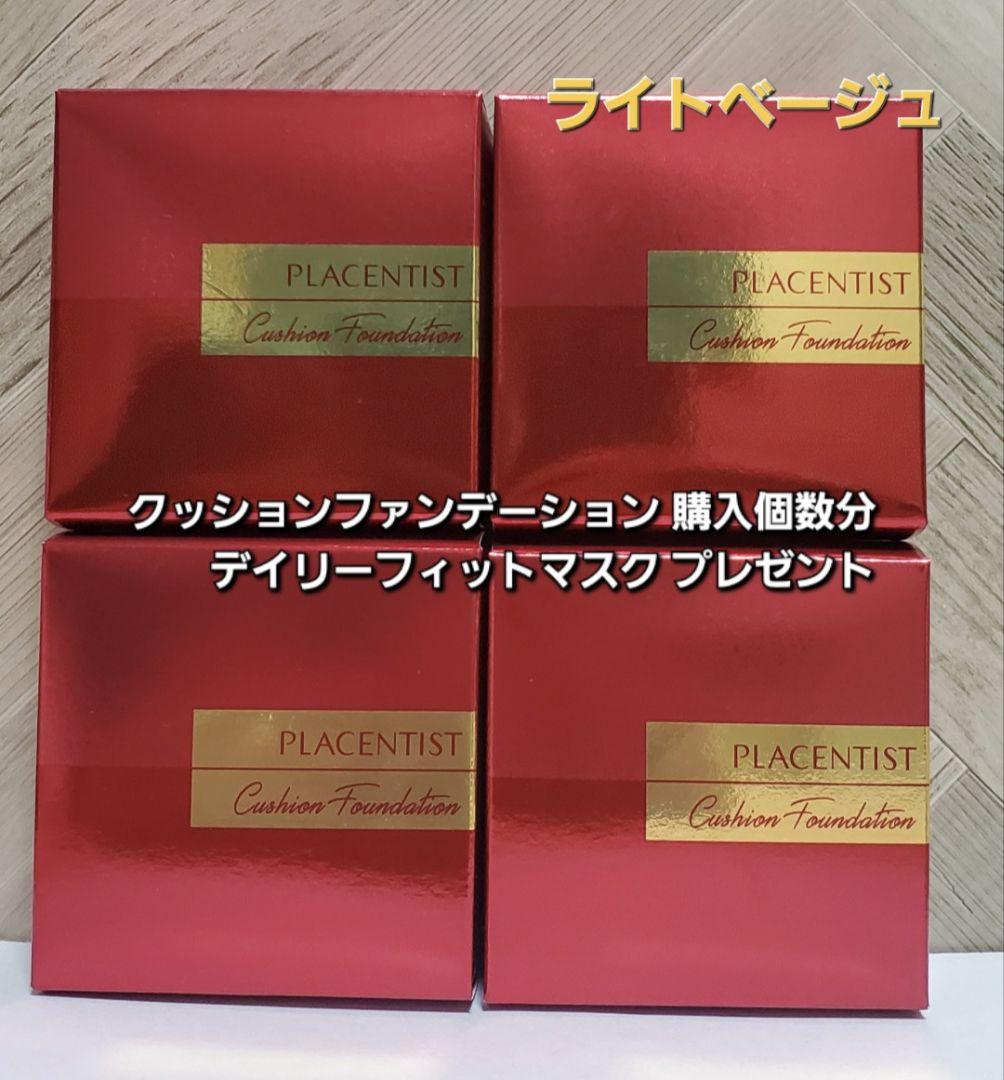 ライトベージュ
PLACENTIST
Cushion Foundation
PLACENTIST
Cushion Foundation
クッションファンデーション 購入個数分
デイリーフィットマスク プレゼント
PLACENTIST
Cushion Foundation
PLACENTIST
Cushion Foundation